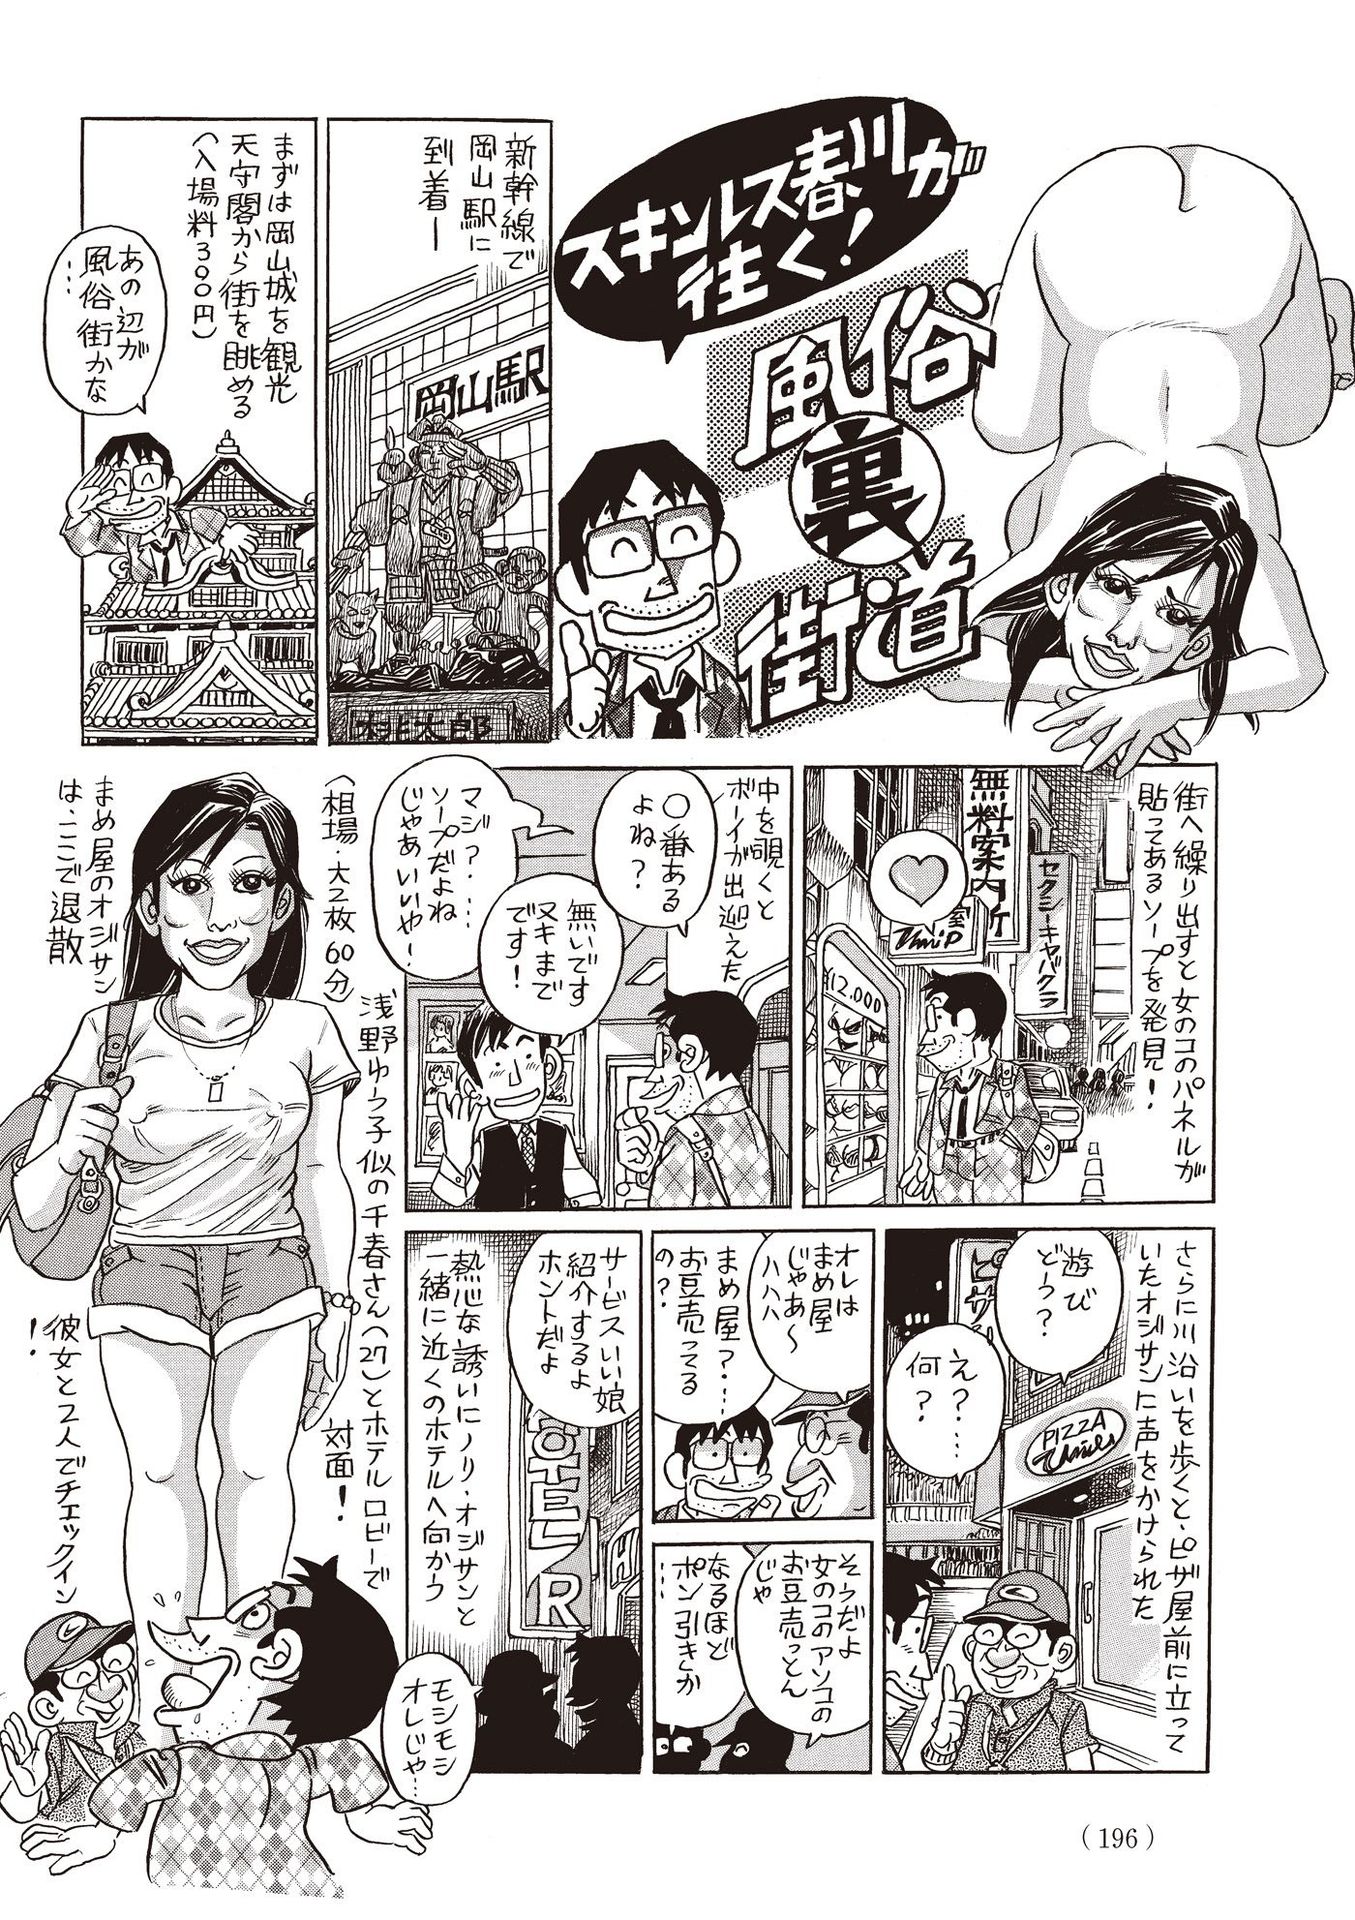 スキンレス春川が
往く!
風俗
裏
街道
新幹線で
岡山駅に
到着ー
岡山駅
桃太郎
まずは岡山城を観光
天守閣から街を眺める
(入場料300円)
あの辺が
風俗街かな
…
街へ繰り出すと女のコのパネルが
貼ってあるソープを発見!
無料案内所
セクシーキャバクラ
室
¥12.000
中を覗くと
ボーイが出迎えた
〇番ある
よね?
無いです
ヌキまで
です!
マジ?…
ソープだよね
…じゃあいいや!
さらに川沿いを歩くと、ピザ屋前に立って
いたオジサンに声をかけられた
遊び
どう?
え?…
何?
ピザ
PIZZA
オレは
まめ屋
じゃあ〜
ハハハ
まめ屋?…
お豆売ってる
の?
そうだよ
女のコのアソコの
お豆売っとん
じゃ
なるほど
ポン引きか
…
サービスいい娘
紹介するよ
ホントだよ
熱心な誘いにノリ・オジサンと
一緒に近くのホテルへ向かう
HOTEL
R
H
モシモシ
オレじゃ…
(相場・大2枚60分)
浅野ゆう子似の千春さん(27)とホテルロビーで
対面!
まめ屋のオジサン
は、ここで退散
彼女と2人でチェックイン
!
(196)